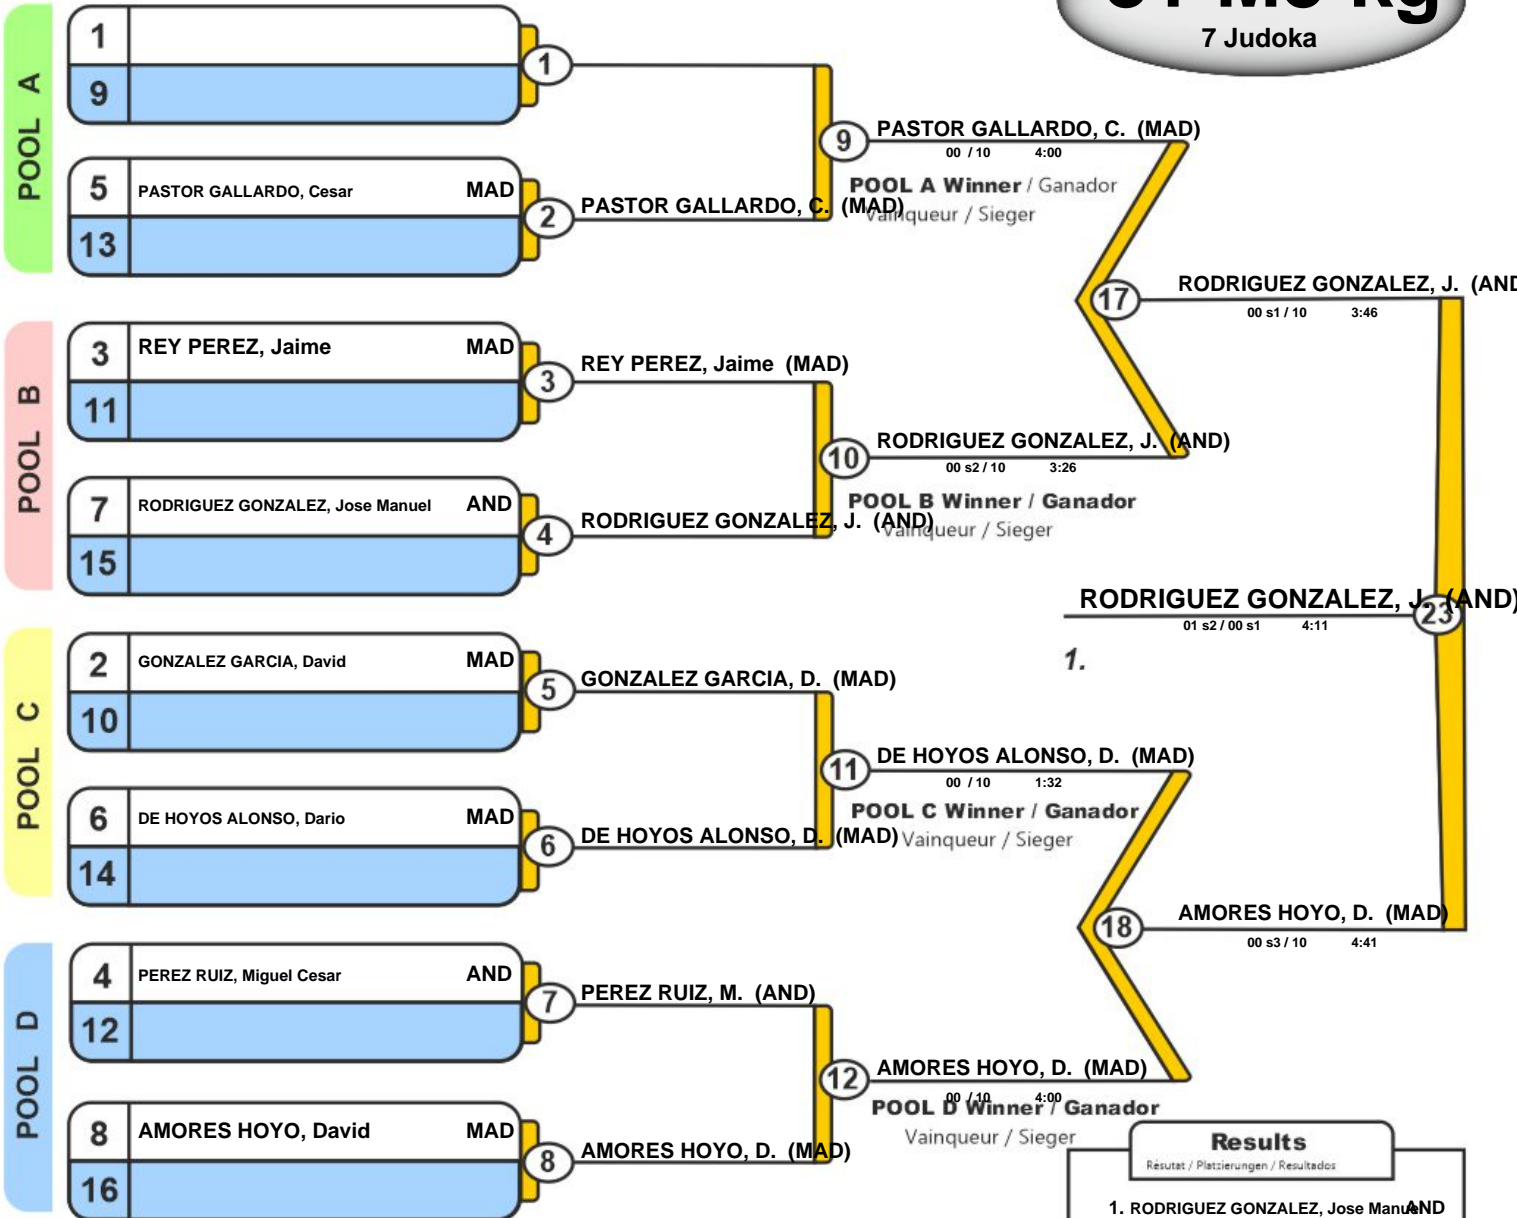 7 Judoka
POOL A
1
9
1
5 PASTOR GALLARDO, Cesar MAD
13
2
PASTOR GALLARDO, C. (MAD)
9
PASTOR GALLARDO, C. (MAD)
00 / 10 4:00
POOL A Winner / Ganador
Vainqueur / Sieger
POOL B
3 REY PEREZ, Jaime MAD
11
3
REY PEREZ, Jaime (MAD)
7 RODRIGUEZ GONZALEZ, Jose Manuel AND
15
4
RODRIGUEZ GONZALEZ, J. (AND)
10
RODRIGUEZ GONZALEZ, J. (AND)
00 s2 / 10 3:26
POOL B Winner / Ganador
Vainqueur / Sieger
17
RODRIGUEZ GONZALEZ, J. (AND
00 s1 / 10 3:46
RODRIGUEZ GONZALEZ, J. (AND)
23
01 s2 / 00 s1 4:11
1.
POOL C
2 GONZALEZ GARCIA, David MAD
10
5
GONZALEZ GARCIA, D. (MAD)
6 DE HOYOS ALONSO, Dario MAD
14
6
DE HOYOS ALONSO, D. (MAD)
11
DE HOYOS ALONSO, D. (MAD)
00 / 10 1:32
POOL C Winner / Ganador
Vainqueur / Sieger
18
AMORES HOYO, D. (MAD)
00 s3 / 10 4:41
POOL D
4 PEREZ RUIZ, Miguel Cesar AND
12
7
PEREZ RUIZ, M. (AND)
8 AMORES HOYO, David MAD
16
8
AMORES HOYO, D. (MAD)
12
AMORES HOYO, D. (MAD)
00 / 10 4:00
POOL D Winner / Ganador
Vainqueur / Sieger
Results
Résutat / Platzierungen / Resultados
1. RODRIGUEZ GONZALEZ, Jose Manuel AND